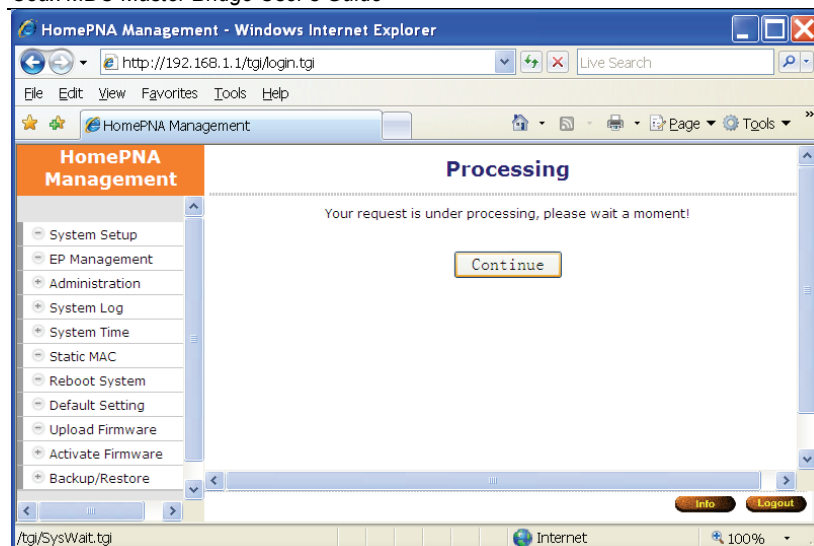 HomePNA Management - Windows Internet Explorer
http://192.168.1.1/tgi/login.tgi
Live Search
File Edit View Favorites Tools Help
HomePNA Management
Page
Tools
»
HomePNA
Management
System Setup
EP Management
Administration
System Log
System Time
Static MAC
Reboot System
Default Setting
Upload Firmware
Activate Firmware
Backup/Restore
Processing
Your request is under processing, please wait a moment!
Continue
Info
Logout
/tgi/SysWait.tgi
Internet
100%